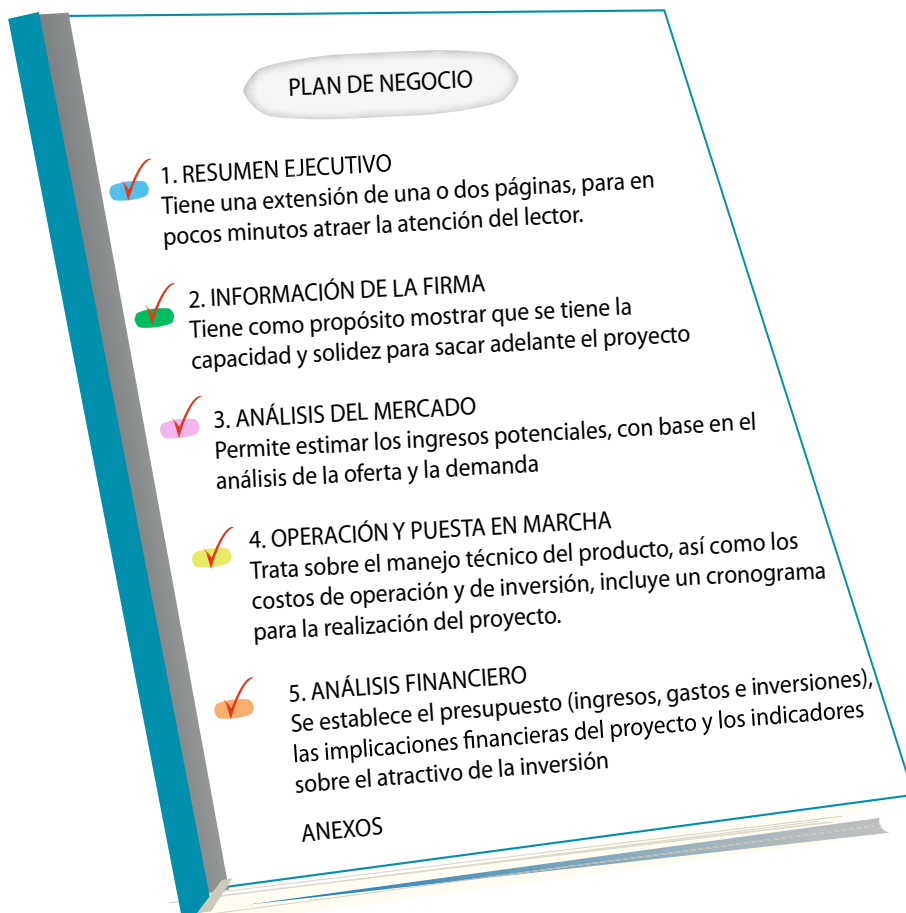 PLAN DE NEGOCIO
1. RESUMEN EJECUTIVO
Tiene una extensión de una o dos páginas, para en
pocos minutos atraer la atención del lector.
2. INFORMACIÓN DE LA FIRMA
Tiene como propósito mostrar que se tiene la
capacidad y solidez para sacar adelante el proyecto
3. ANÁLISIS DEL MERCADO
Permite estimar los ingresos potenciales, con base en el
análisis de la oferta y la demanda
4. OPERACIÓN Y PUESTA EN MARCHA
Trata sobre el manejo técnico del producto, así como los
costos de operación y de inversión, incluye un cronograma
para la realización del proyecto.
5. ANÁLISIS FINANCIERO
Se establece el presupuesto (ingresos, gastos e inversiones),
las implicaciones financieras del proyecto y los indicadores
sobre el atractivo de la inversión
ANEXOS